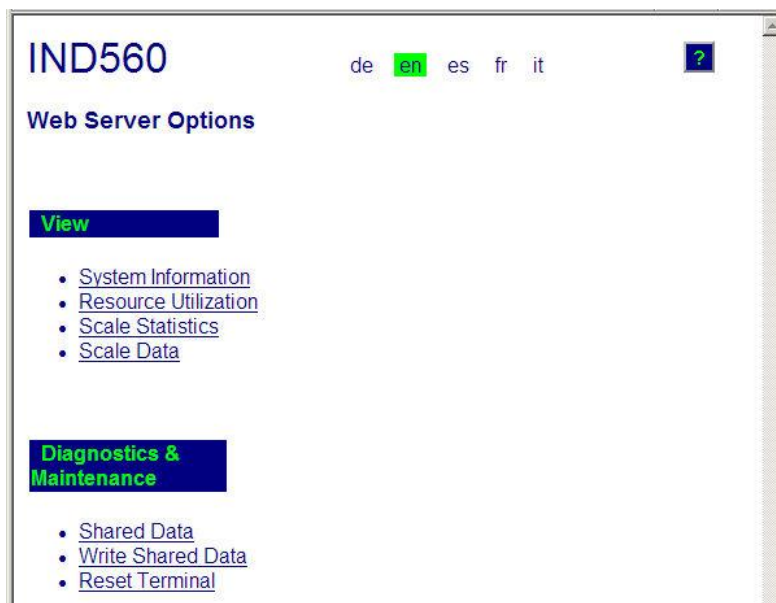 IND560
de en es fr it
?
Web Server Options
View
System Information
Resource Utilization
Scale Statistics
Scale Data
Diagnostics &
Maintenance
Shared Data
Write Shared Data
Reset Terminal